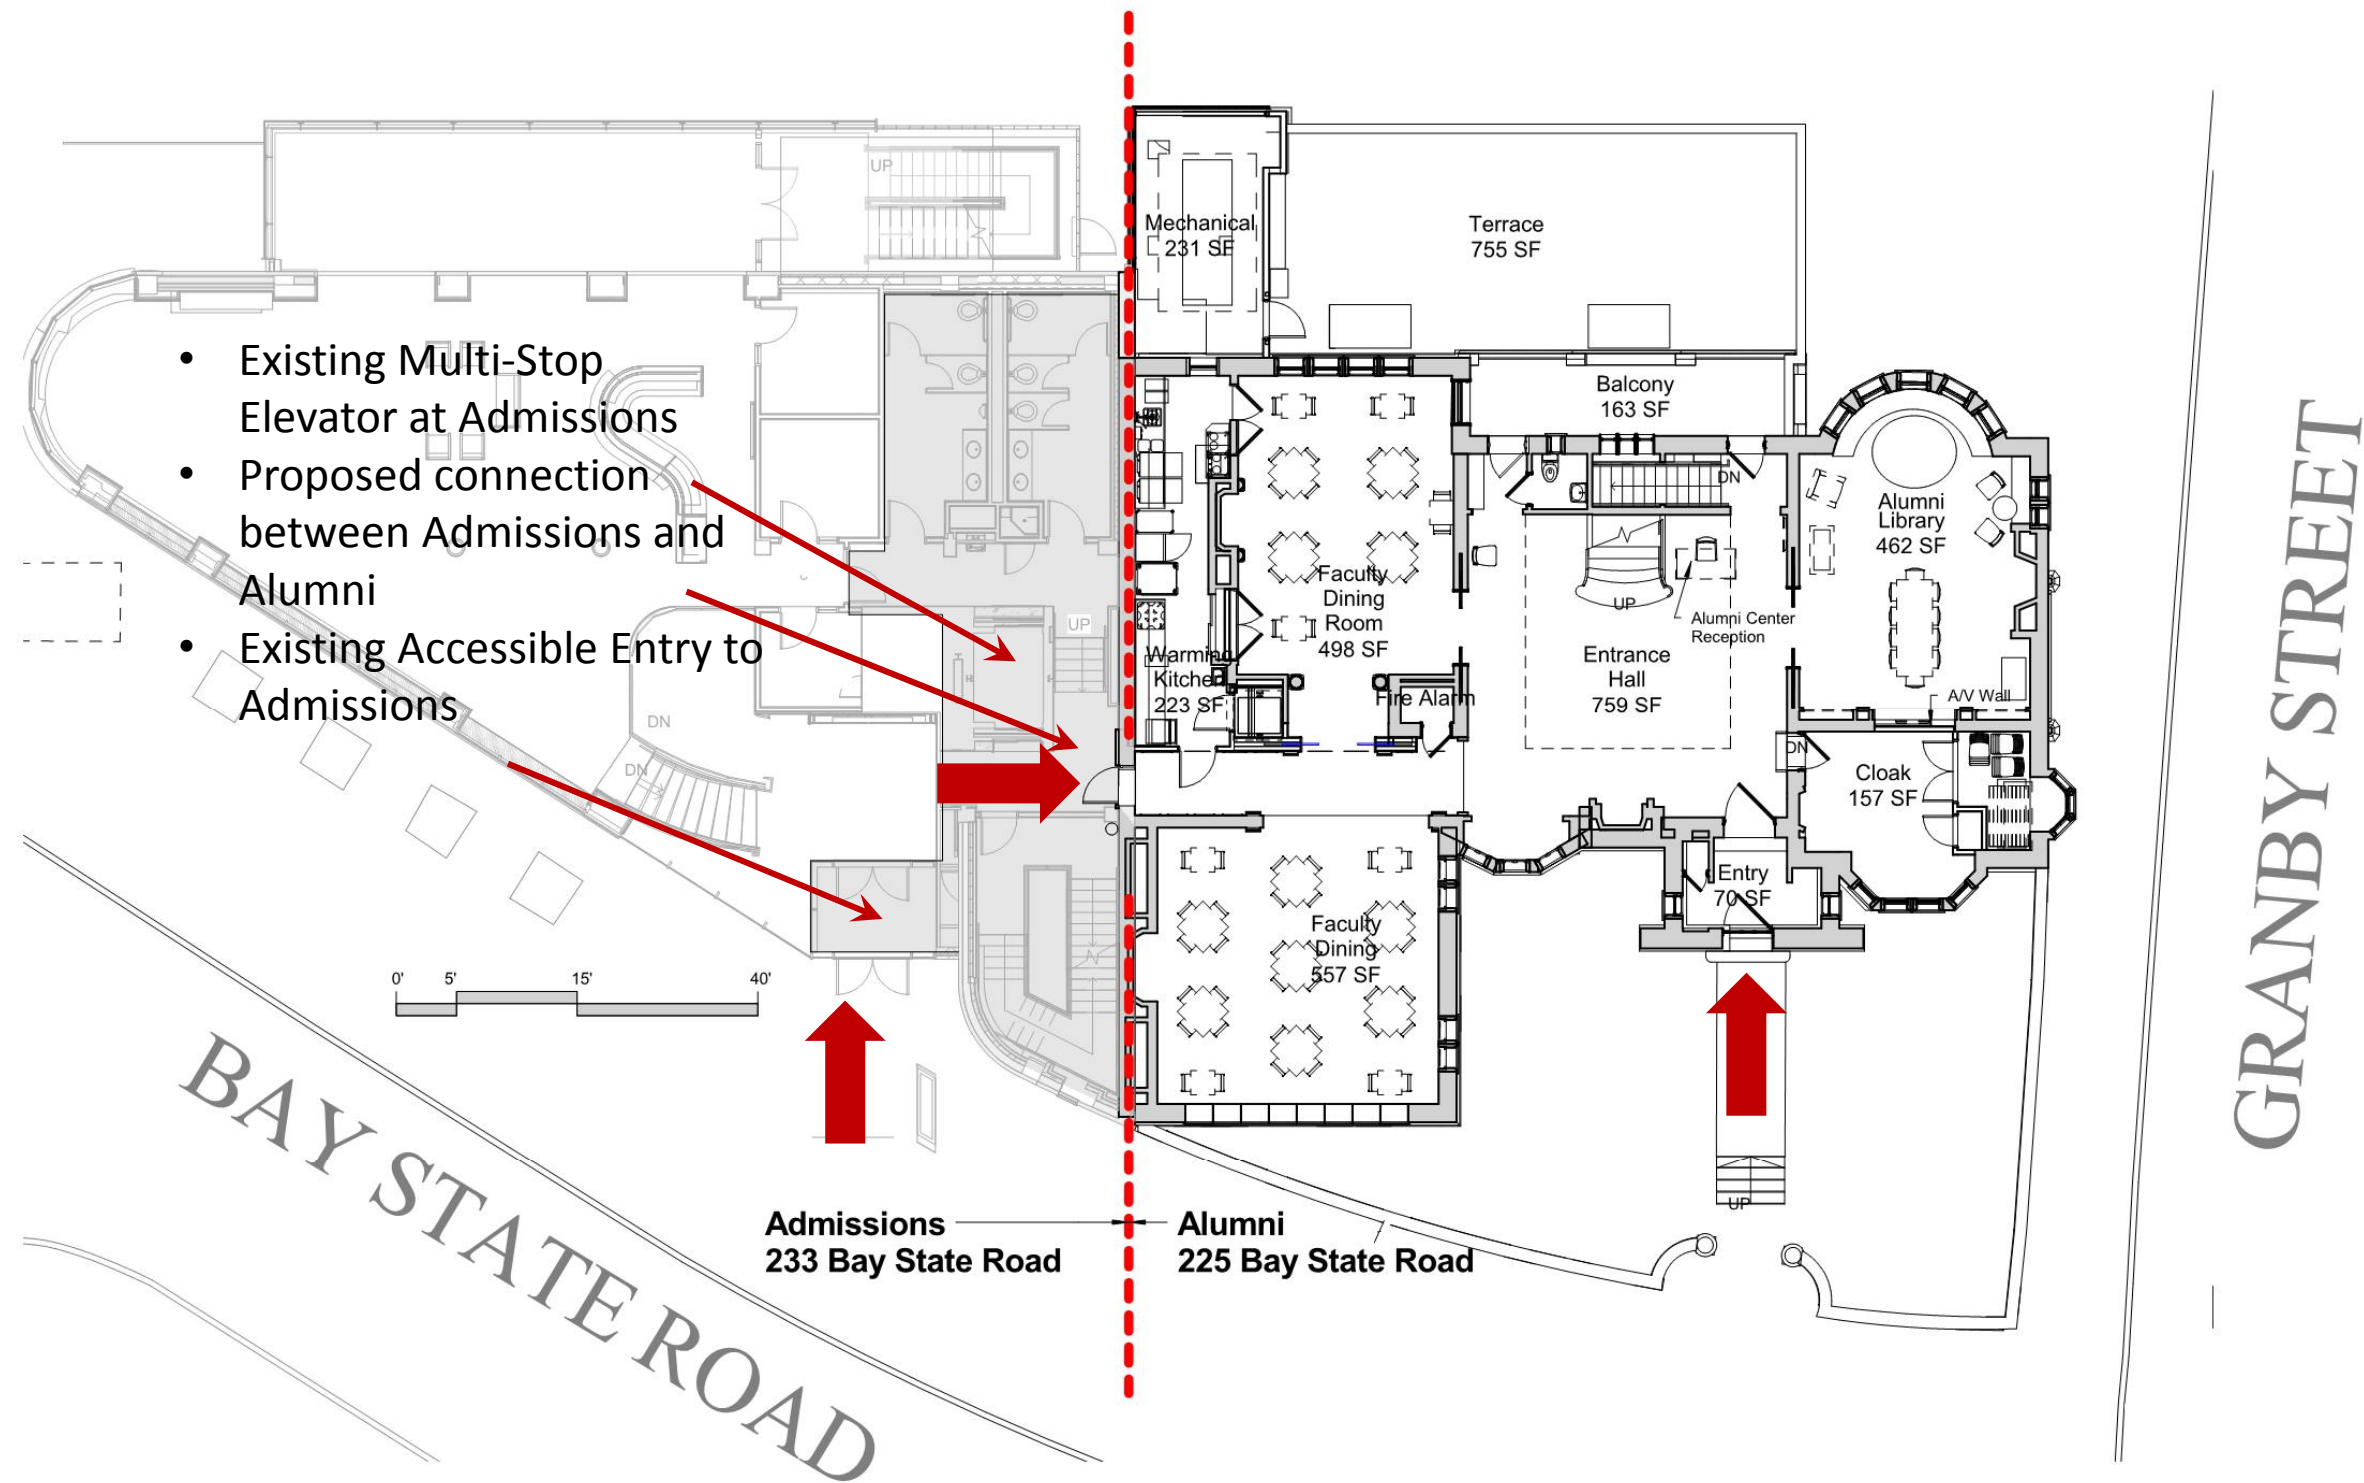 UP
Mechanical
231 SF
Terrace
755 SF
• Existing Multi-Stop
Elevator at Admissions
• Proposed connection
between Admissions and
Alumni
• Existing Accessible Entry to
Admissions
Balcony
163 SF
DN
Alumni
Library
462 SF
Faculty
Dining
Room
498 SF
UP
UP
Alumni Center
Reception
Warming
Kitchen
223 SF
Fire Alarm
Entrance
Hall
759 SF
A/V Wall
DN
DN
DN
Cloak
157 SF
Entry
70 SF
Faculty
Dining
557 SF
0' 5' 15' 40'
UP
Admissions
233 Bay State Road
Alumni
225 Bay State Road
BAY STATE ROAD
GRANBY STREET